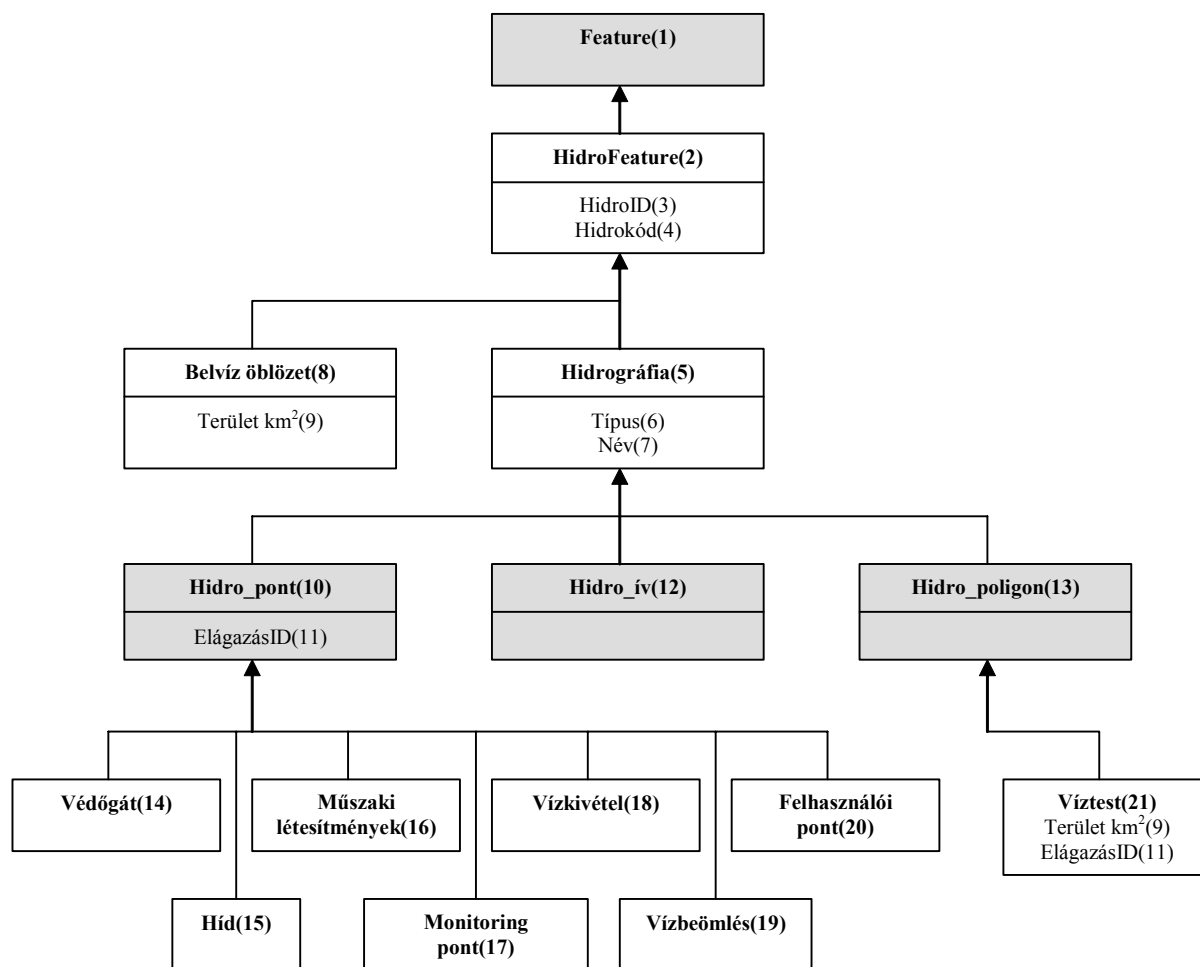 Feature(1)
HidroFeature(2)
HidroID(3)
Hidrokód(4)
Belvíz öblözet(8)
Terület km²(9)
Hidrográfia(5)
Típus(6)
Név(7)
Hidro_pont(10)
ElágazásID(11)
Hidro_ív(12)
Hidro_poligon(13)
Védőgát(14)
Műszaki
létesítmények(16)
Vízkivétel(18)
Felhasználói
pont(20)
Víztest(21)
Terület km²(9)
ElágazásID(11)
Híd(15)
Monitoring
pont(17)
Vízbeömlés(19)